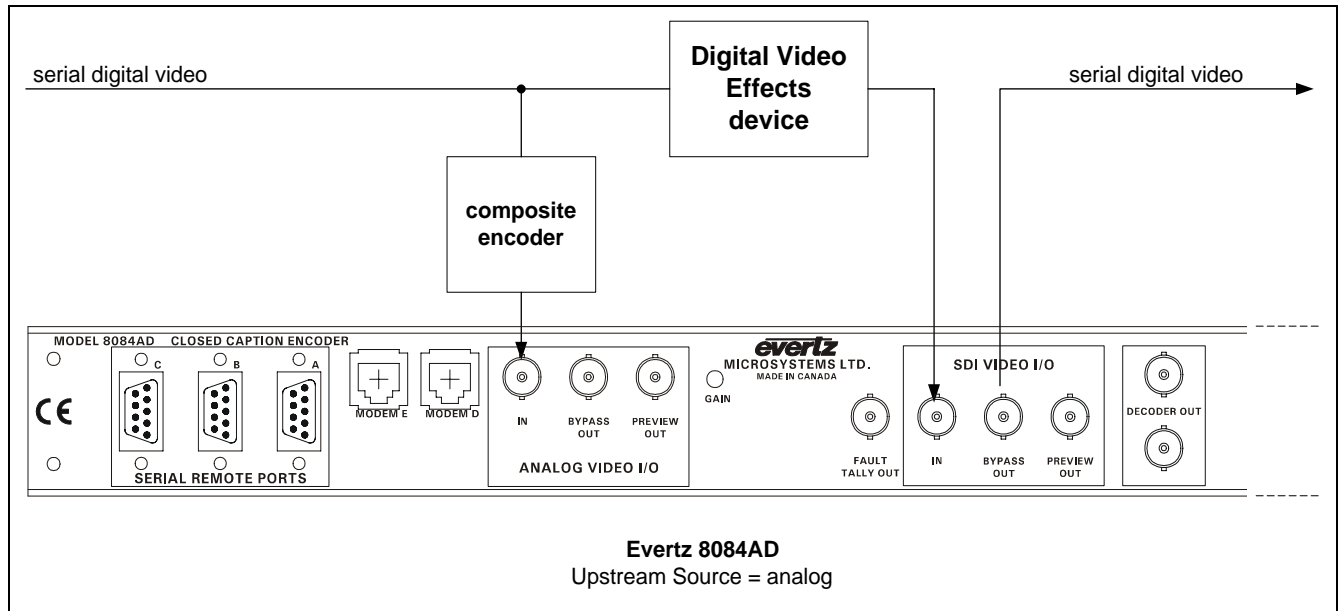 serial digital video
Digital Video
Effects
device
serial digital video
composite
encoder
MODEL 8084AD CLOSED CAPTION ENCODER
C
B
A
MODEM E
MODEM D
SERIAL REMOTE PORTS
IN
BYPASS
OUT
PREVIEW
OUT
ANALOG VIDEO I/O
evertz
MICROSYSTEMS LTD.
MADE IN CANADA
GAIN
FAULT
TALLY OUT
SDI VIDEO I/O
IN
BYPASS
OUT
PREVIEW
OUT
DECODER OUT
CE
Evertz 8084AD
Upstream Source = analog